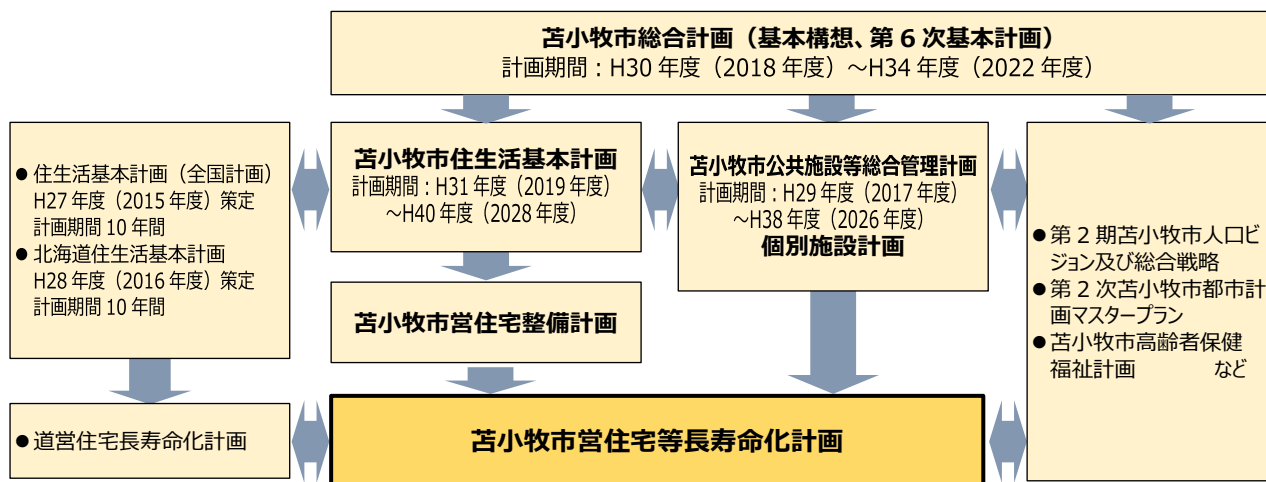 苫小牧市総合計画（基本構想、第6次基本計画）
計画期間：H30 年度（2018 年度）～H34 年度（2022 年度）
● 住生活基本計画（全国計画）
H27 年度（2015 年度）策定
計画期間 10 年間
● 北海道住生活基本計画
H28 年度（2016 年度）策定
計画期間 10 年間
苫小牧市住生活基本計画
計画期間：H31 年度（2019 年度）
～H40 年度（2028 年度）
苫小牧市公共施設等総合管理計画
計画期間：H29 年度（2017 年度）
～H38 年度（2026 年度）
個別施設計画
● 第2期苫小牧市人口ビ
ジョン及び総合戦略
● 第2次苫小牧市都市計
画マスタープラン
● 苫小牧市高齢者保健
福祉計画 など
苫小牧市営住宅整備計画
● 道営住宅長寿命化計画
苫小牧市営住宅等長寿命化計画